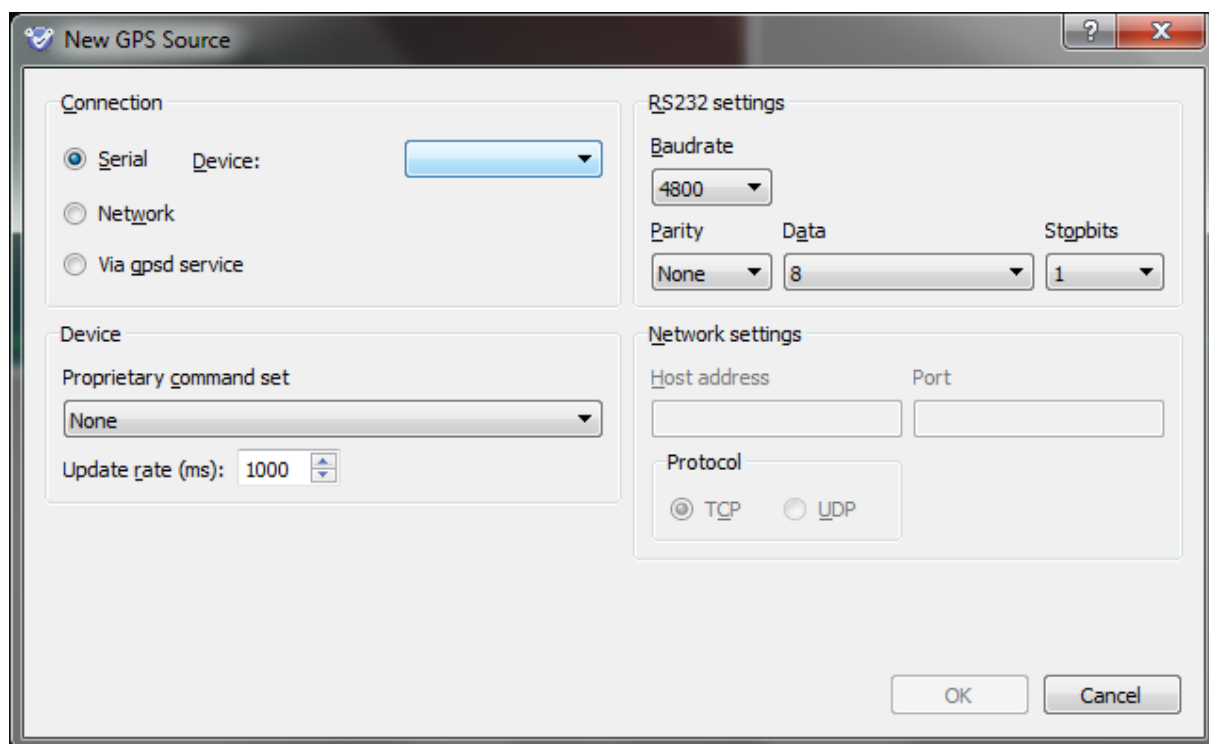 New GPS Source
Connection
Serial Device:
Network
Via gpsd service
RS232 settings
Baudrate
4800
Parity Data Stopbits
None 8 1
Device
Proprietary command set
None
Update rate (ms): 1000
Network settings
Host address Port
Protocol
TCP UDP
OK Cancel